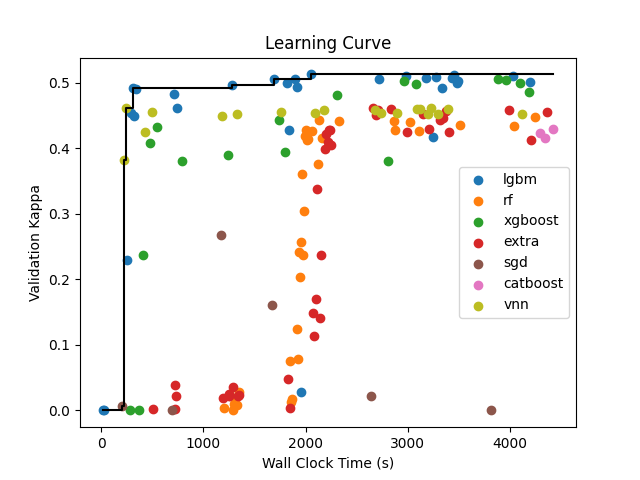 Learning Curve
Validation Kappa
0.5
0.4
0.3
0.2
0.1
0.0
lgbm
rf
xgboost
extra
sgd
catboost
vnn
0 1000 2000 3000 4000
Wall Clock Time (s)